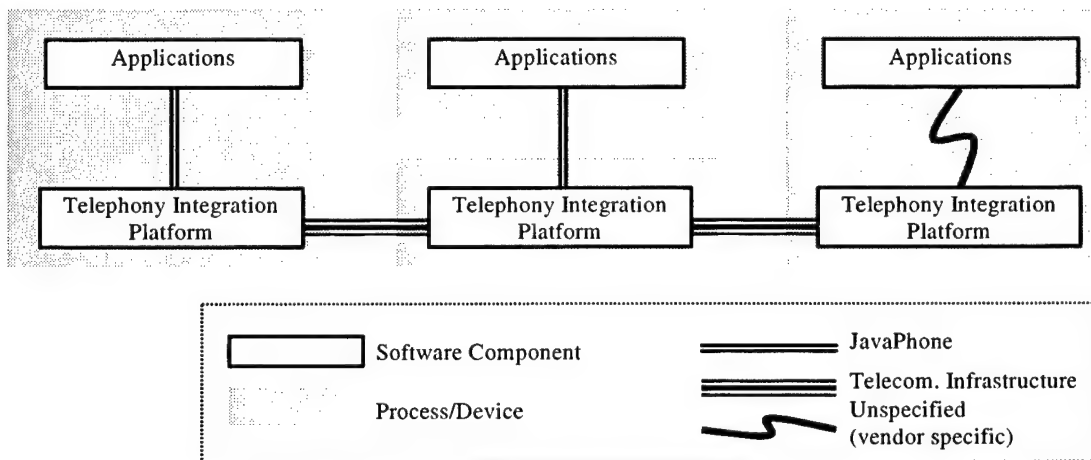 Applications
Applications
Applications
Telephony Integration
Platform
Telephony Integration
Platform
Telephony Integration
Platform
Software Component
Process/Device
JavaPhone
Telecom. Infrastructure
Unspecified
(vendor specific)